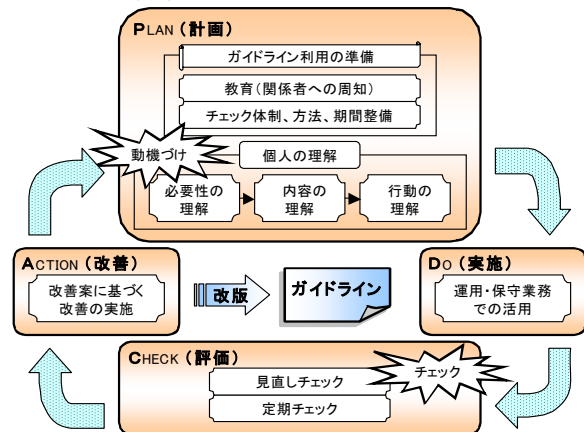 PLAN (計画)
ガイドライン利用の準備
教育(関係者への周知)
チェック体制、方法、期間整備
動機づけ
個人の理解
必要性の
理解
内容の
理解
行動の
理解
ACTION (改善)
改善案に基づく
改善の実施
改版
ガイドライン
DO (実施)
運用・保守業務
での活用
CHECK (評価)
チェック
見直しチェック
定期チェック